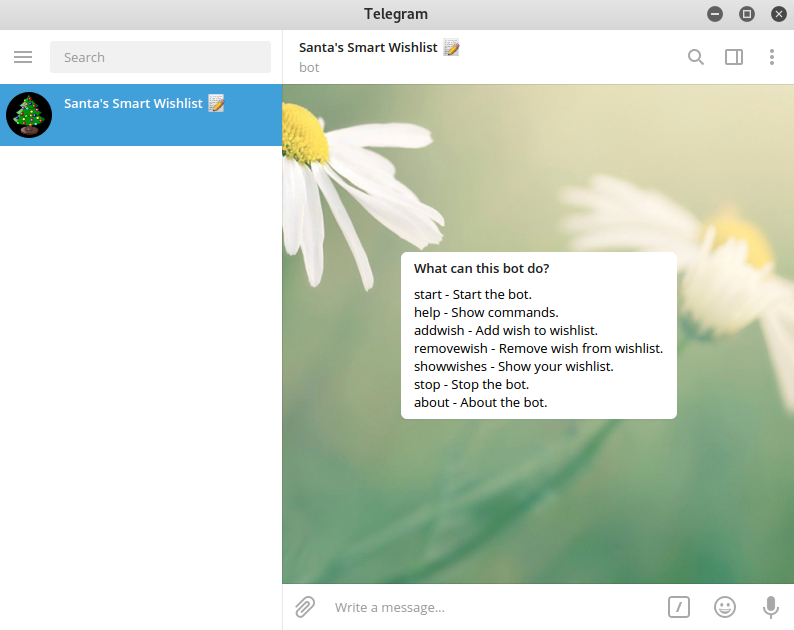 Telegram
Search
Santa's Smart Wishlist 📝
bot
Santa's Smart Wishlist 📝
What can this bot do?
start - Start the bot.
help - Show commands.
addwish - Add wish to wishlist.
removewish - Remove wish from wishlist.
showwishes - Show your wishlist.
stop - Stop the bot.
about - About the bot.
Write a message...
/